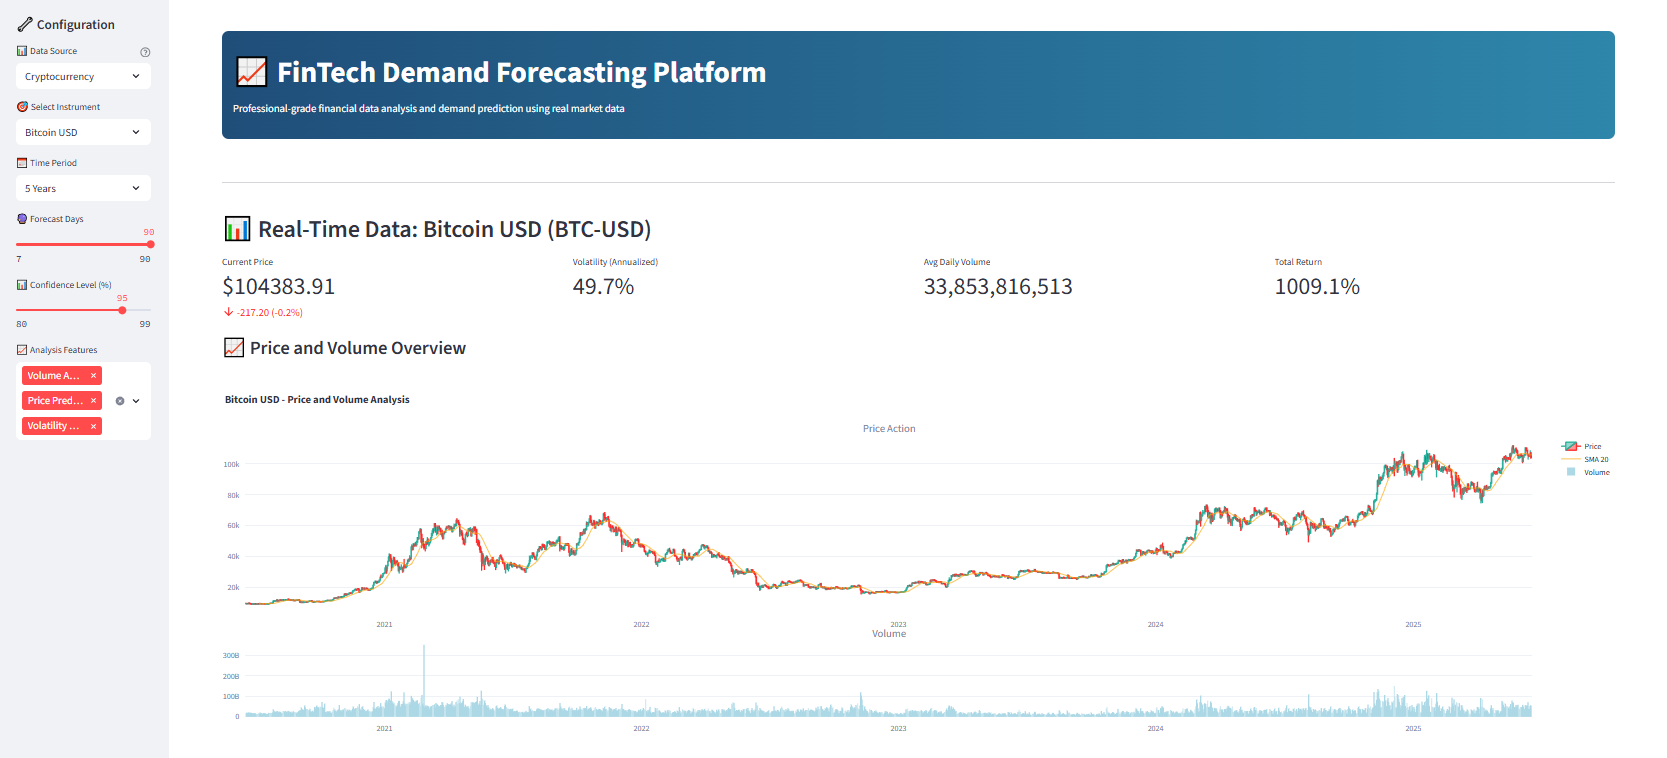 Configuration
Data Source
Cryptocurrency
Select Instrument
Bitcoin USD
Time Period
5 Years
Forecast Days
90
7 90
Confidence Level (%)
95
80 99
Analysis Features
Volume A... ×
Price Pred... ×
Volatility ... ×
FinTech Demand Forecasting Platform
Professional-grade financial data analysis and demand prediction using real market data
Real-Time Data: Bitcoin USD (BTC-USD)
Current Price
$104383.91
↓ -217.20 (-0.2%)
Volatility (Annualized)
49.7%
Avg Daily Volume
33,853,816,513
Total Return
1009.1%
Price and Volume Overview
Bitcoin USD - Price and Volume Analysis
Price Action
100k
80k
60k
40k
20k
2021 2022 2023 2024 2025
Price
SMA 20
Volume
Volume
300B
200B
100B
0
2021 2022 2023 2024 2025